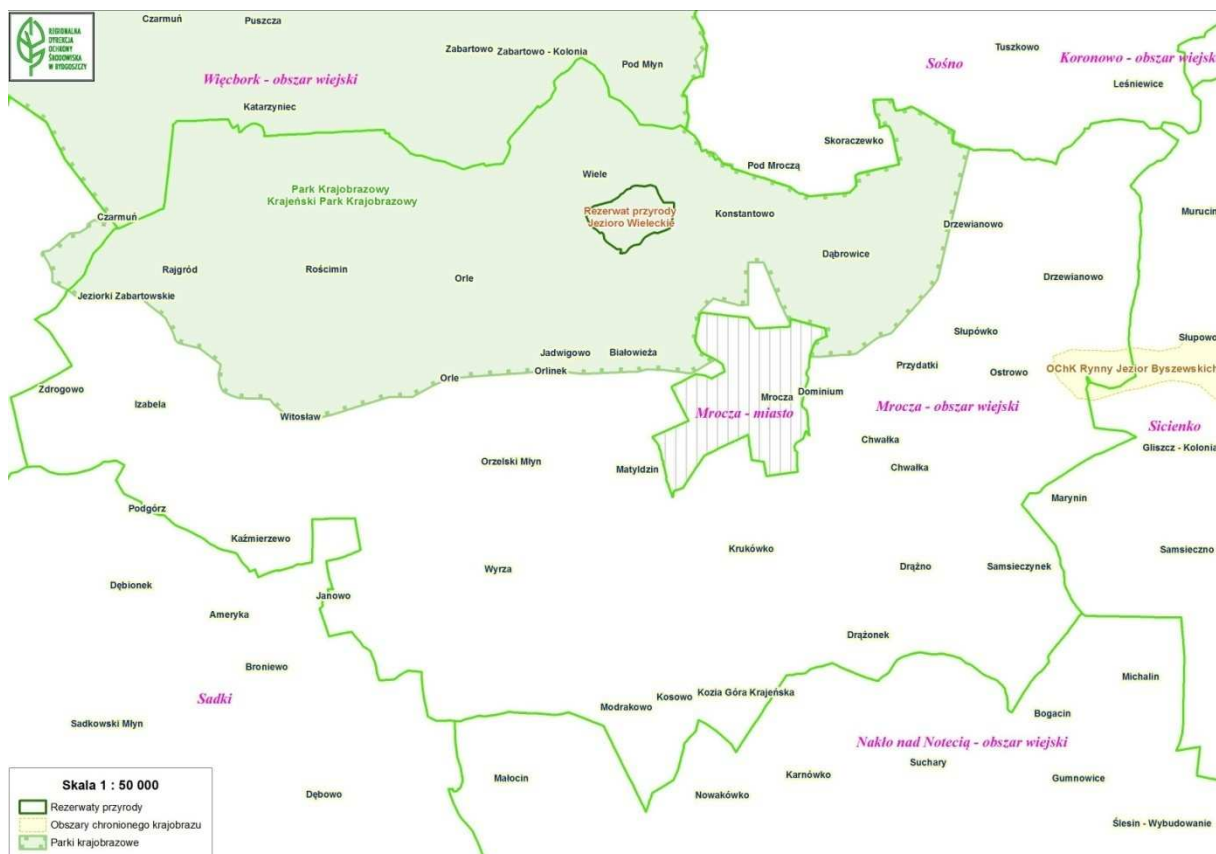 REGIONALNA
DYREKCJA
OCHRONY
ŚRODOWISKA
W BYDGOSZCZY
Czarmuń
Puszcza
Zabartowo
Zabartowo - Kolonia
Pod Młyn
Więcbork - obszar wiejski
Katarzyniec
Tuszkowo
Sośno
Koronowo - obszar wiejski
Leśniewice
Skoraczewko
Pod Mroczą
Wiele
Park Krajobrazowy
Krajeński Park Krajobrazowy
Rezerwat przyrody
Jezioro Wieleckie
Konstantowo
Czarmuń
Murucin
Drzewianowo
Dąbrowice
Rajgród
Rościmin
Orle
Drzewianowo
Jeziorki Zabartowskie
Słupówko
Słupowo
Jadwigowo
Białowieża
Przydatki
Ostrowo
OChK Rynny Jezior Byszewskich
Orle
Orlinek
Zdrogowo
Izabela
Witosław
Mrocza
Dominium
Mrocza - miasto
Mrocza - obszar wiejski
Sicienko
Chwałka
Gliszcz - Kolonia
Orzelski Młyn
Matyldzin
Chwałka
Marynin
Podgórz
Kaźmierzewo
Krukówko
Samsieczno
Wyrza
Drążno
Samsieczynek
Dębionek
Janowo
Ameryka
Drążonek
Broniewo
Michalin
Sadki
Modrakowo
Kosowo
Kozia Góra Krajeńska
Bogacin
Sadkowski Młyn
Nakło nad Notecią - obszar wiejski
Suchary
Małocin
Karnówko
Gumnowice
Dębowo
Nowakówko
Ślesin - Wybudowanie
Skala 1 : 50 000
Rezerwaty przyrody
Obszary chronionego krajobrazu
Parki krajobrazowe